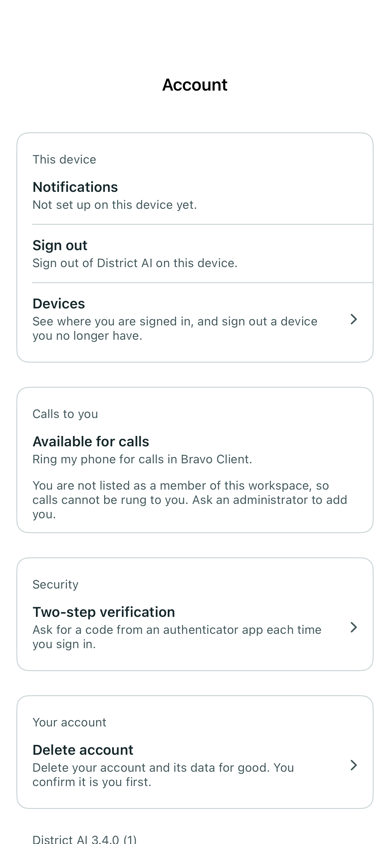 Account
This device
Notifications
Not set up on this device yet.
Sign out
Sign out of District AI on this device.
Devices
See where you are signed in, and sign out a device
you no longer have.
Calls to you
Available for calls
Ring my phone for calls in Bravo Client.
You are not listed as a member of this workspace, so
calls cannot be rung to you. Ask an administrator to add
you.
Security
Two-step verification
Ask for a code from an authenticator app each time
you sign in.
Your account
Delete account
Delete your account and its data for good. You
confirm it is you first.
District AI 3.4.0 (1)